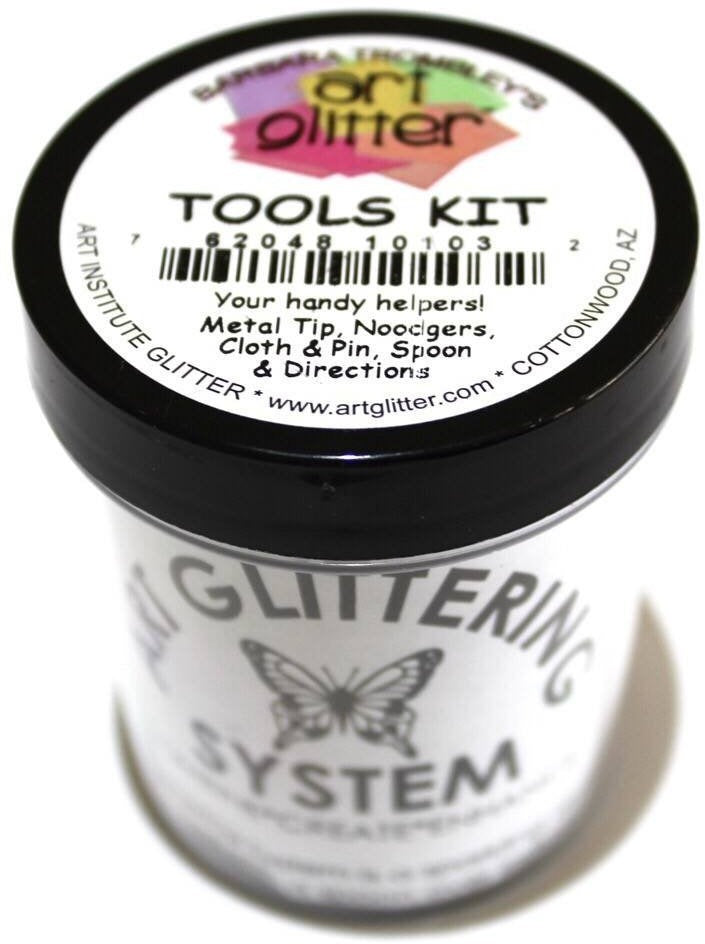 BARBARA TROMBLEY'S
art
glitter
TOOLS KIT
7 62048 10103 2
Your handy helpers!
Metal Tip, Noodgers,
Cloth & Pin, Spoon
& Directions
ART INSTITUTE GLITTER * www.artglitter.com * COTTONWOOD, AZ
ART GLITTERING
SYSTEM